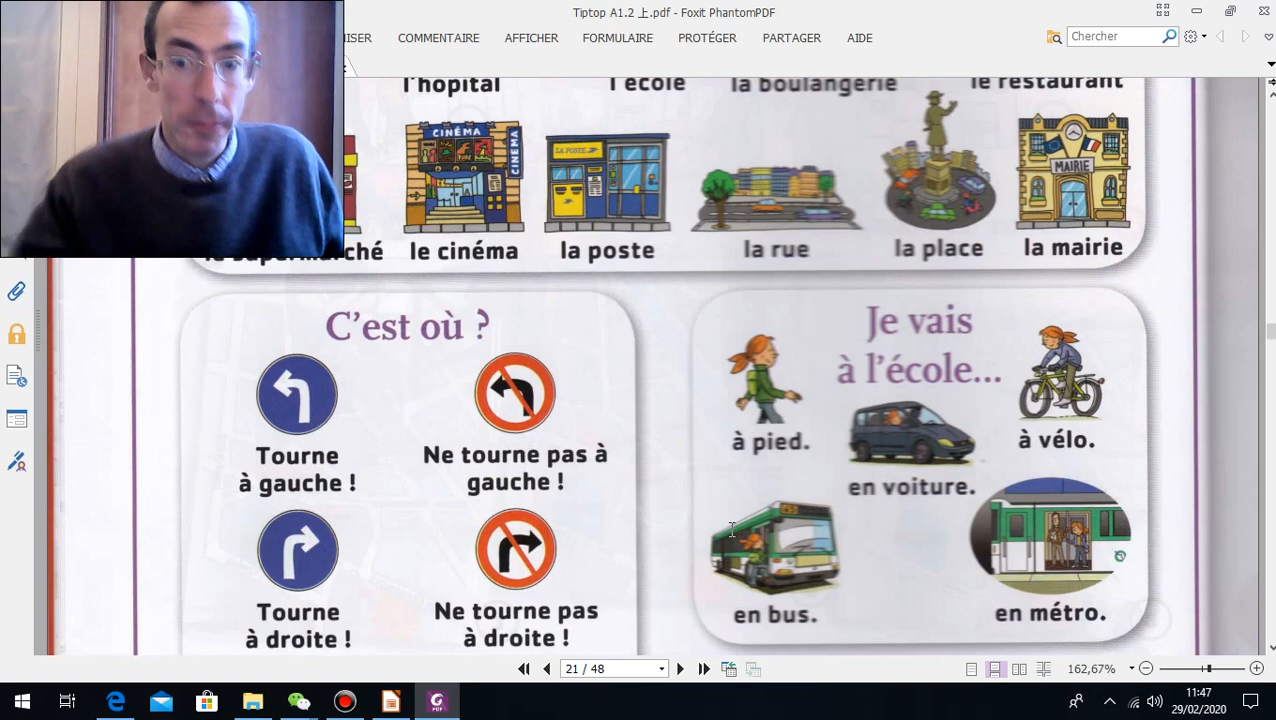 Tiptop A1.2 上.pdf - Foxit PhantomPDF
ISER COMMENTAIRE AFFICHER FORMULAIRE PROTÉGER PARTAGER AIDE
Chercher
l'hôpital l'école la boulangerie le restaurant
CINÉMA
CINÉMA
LA POSTE
MAIRIE
le supermarché le cinéma la poste la rue la place la mairie
C'est où ?
Tourne
à gauche !
Ne tourne pas à
gauche !
Tourne
à droite !
Ne tourne pas
à droite !
Je vais
à l'école...
à pied.
à vélo.
en voiture.
en bus.
en métro.
21 / 48
162,67%
11:47
29/02/2020